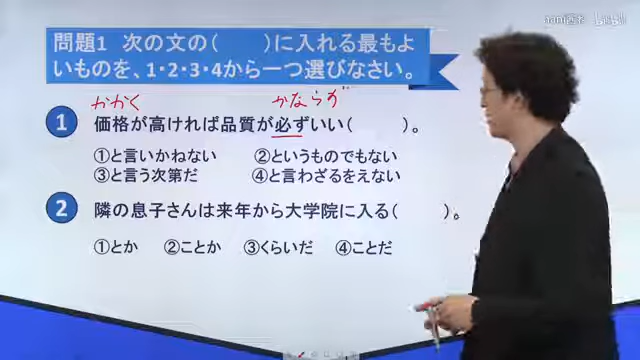 問題1 次の文の(　　)に入れる最もよ
いものを、1・2・3・4から一つ選びなさい。
かかく かならず
1 価格が高ければ品質が必ずいい(　　)。
①と言いかねない ②というものでもない
③と言う次第だ ④と言わざるをえない
2 隣の息子さんは来年から大学院に入る(　　)。
①とか ②ことか ③くらいだ ④ことだ